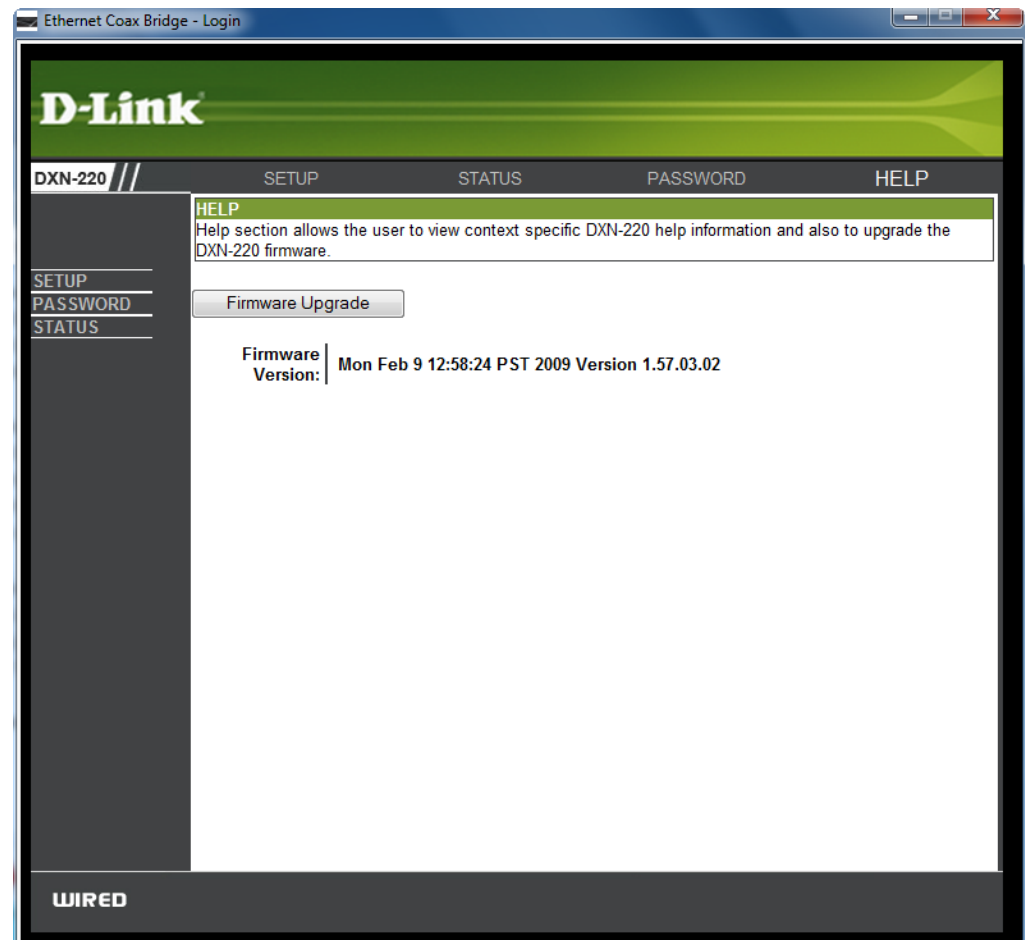 Ethernet Coax Bridge - Login
D-Link
DXN-220
SETUP STATUS PASSWORD HELP
HELP
Help section allows the user to view context specific DXN-220 help information and also to upgrade the
DXN-220 firmware.
SETUP
PASSWORD
STATUS
Firmware Upgrade
Firmware
Version:
Mon Feb 9 12:58:24 PST 2009 Version 1.57.03.02
WIRED